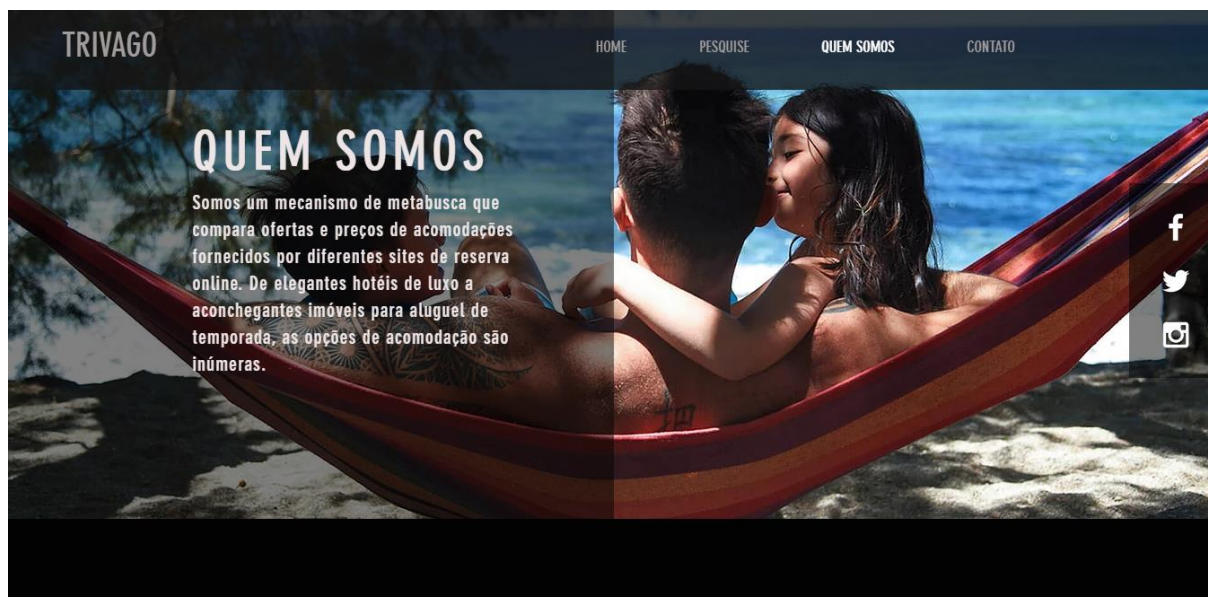 TRIVAGO
HOME
PESQUISE
QUEM SOMOS
CONTATO
QUEM SOMOS
Somos um mecanismo de metabusca que
compara ofertas e preços de acomodações
fornecidos por diferentes sites de reserva
online. De elegantes hotéis de luxo a
aconchegantes imóveis para aluguel de
temporada, as opções de acomodação são
inúmeras.